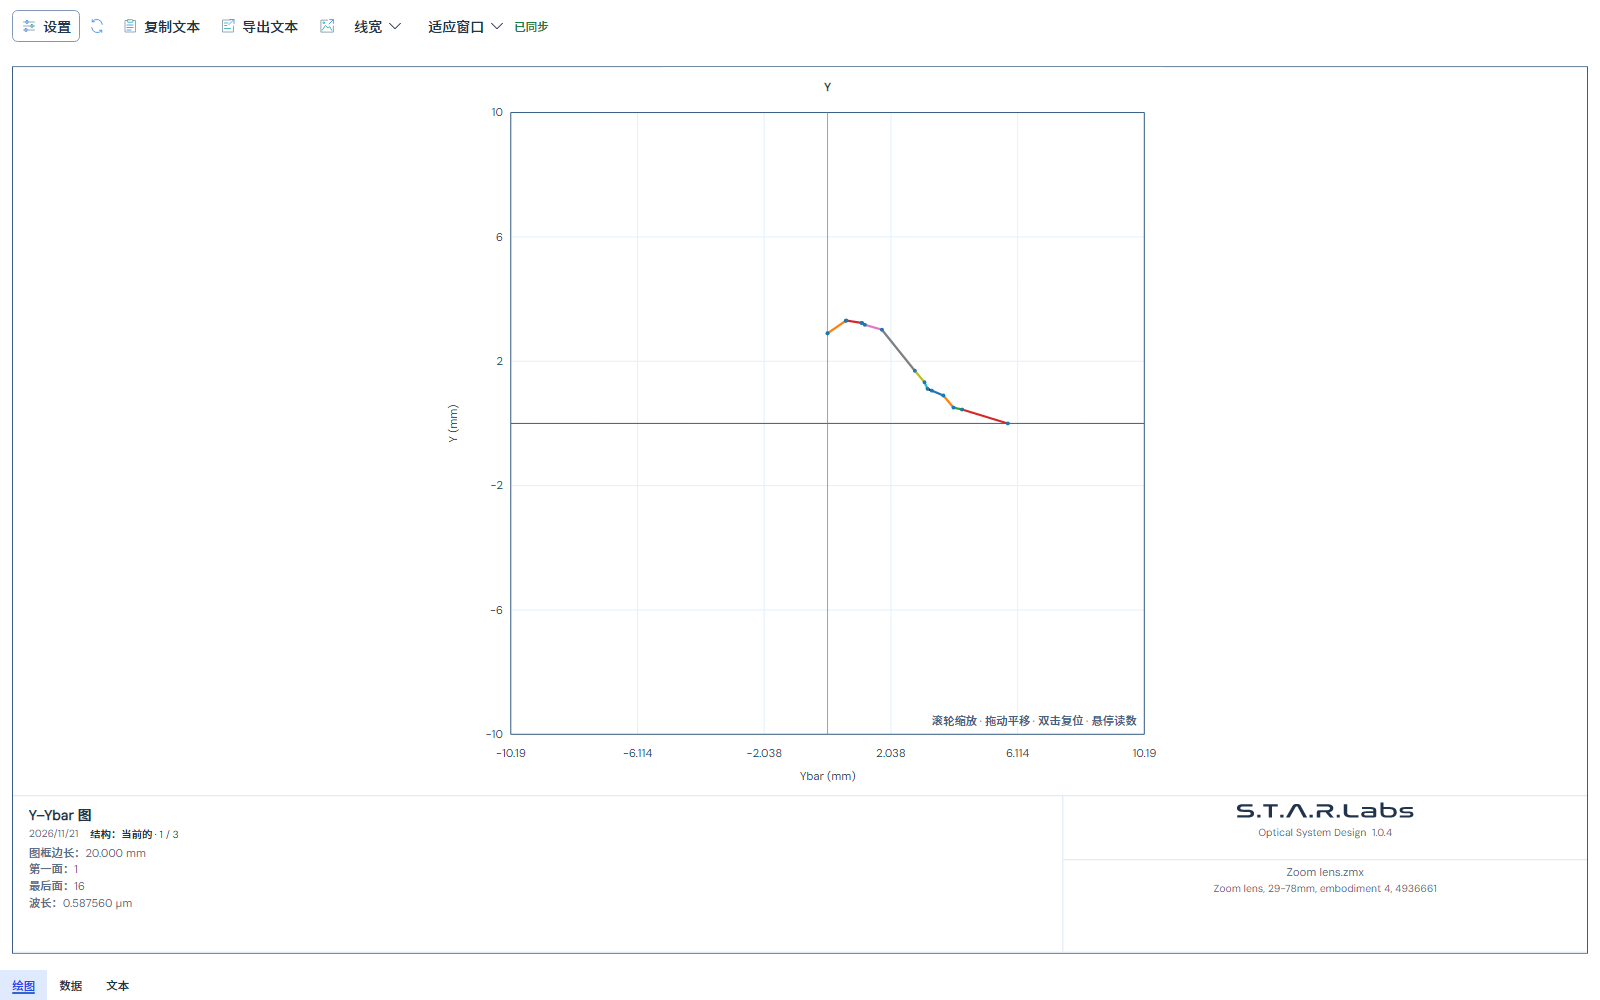 设置 复制文本 导出文本 线宽 适应窗口 已同步
Y
10
6
2
-2
-6
-10
Y (mm)
滚轮缩放 · 拖动平移 · 双击复位 · 悬停读数
-10.19 -6.114 -2.038 2.038 6.114 10.19
Ybar (mm)
Y-Ybar 图
2026/11/21 结构：当前的 · 1 / 3
图框边长：20.000 mm
第一面：1
最后面：16
波长：0.587560 μm
S.T.A.R.Labs
Optical System Design 1.0.4
Zoom lens.zmx
Zoom lens, 29-78mm, embodiment 4, 4936661
绘图 数据 文本